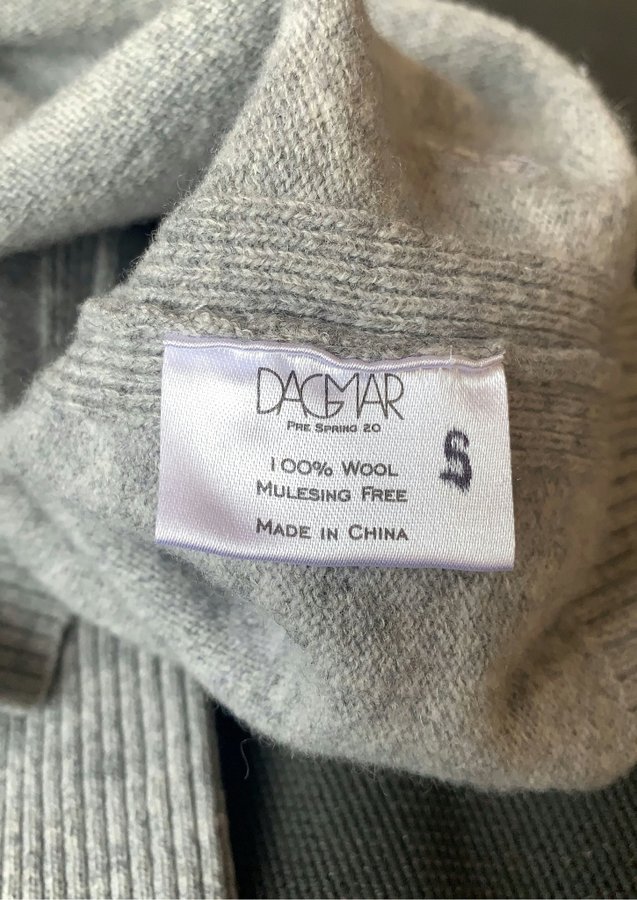 DAGMAR
PRE SPRING 20
100% WOOL
MULESING FREE
MADE IN CHINA
S